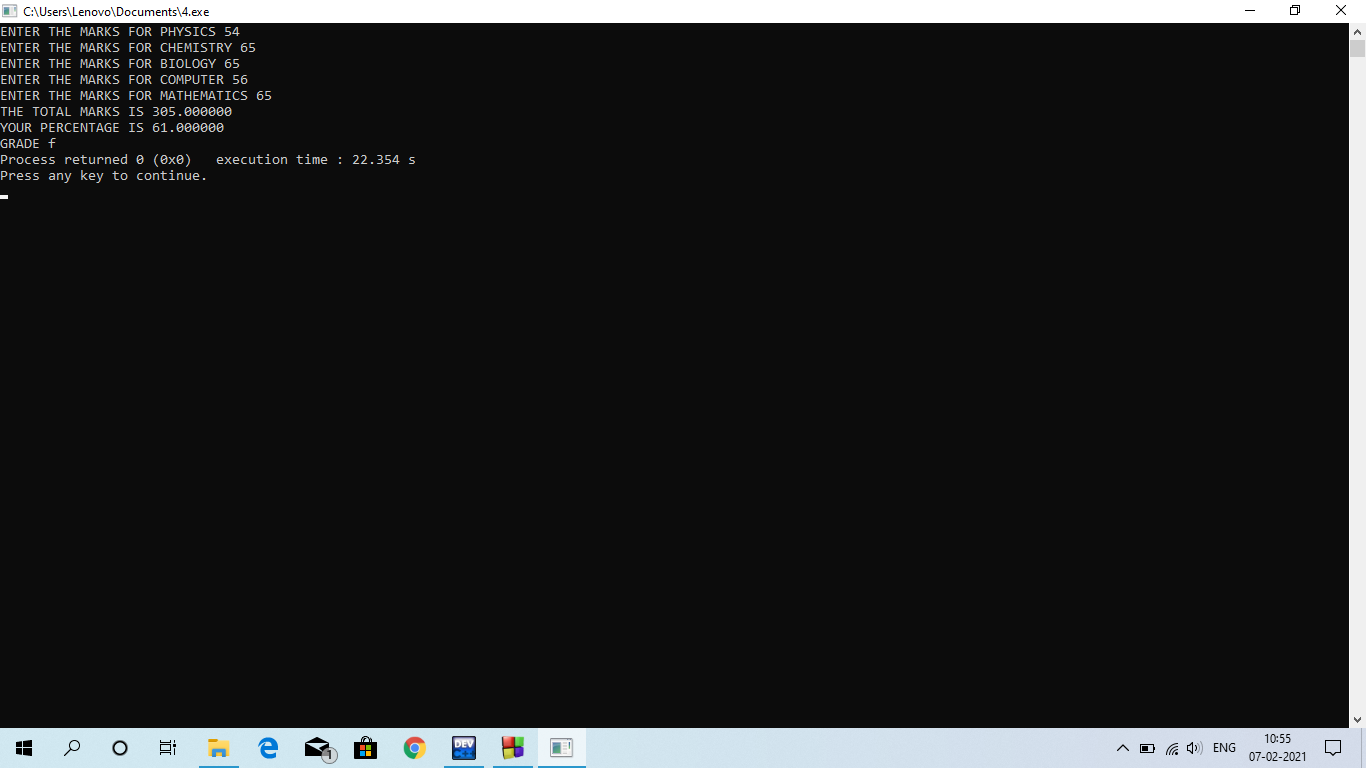 C:\Users\Lenovo\Documents\4.exe
ENTER THE MARKS FOR PHYSICS 54
ENTER THE MARKS FOR CHEMISTRY 65
ENTER THE MARKS FOR BIOLOGY 65
ENTER THE MARKS FOR COMPUTER 56
ENTER THE MARKS FOR MATHEMATICS 65
THE TOTAL MARKS IS 305.000000
YOUR PERCENTAGE IS 61.000000
GRADE f
Process returned 0 (0x0)   execution time : 22.354 s
Press any key to continue.
1
DEV
ENG
10:55
07-02-2021